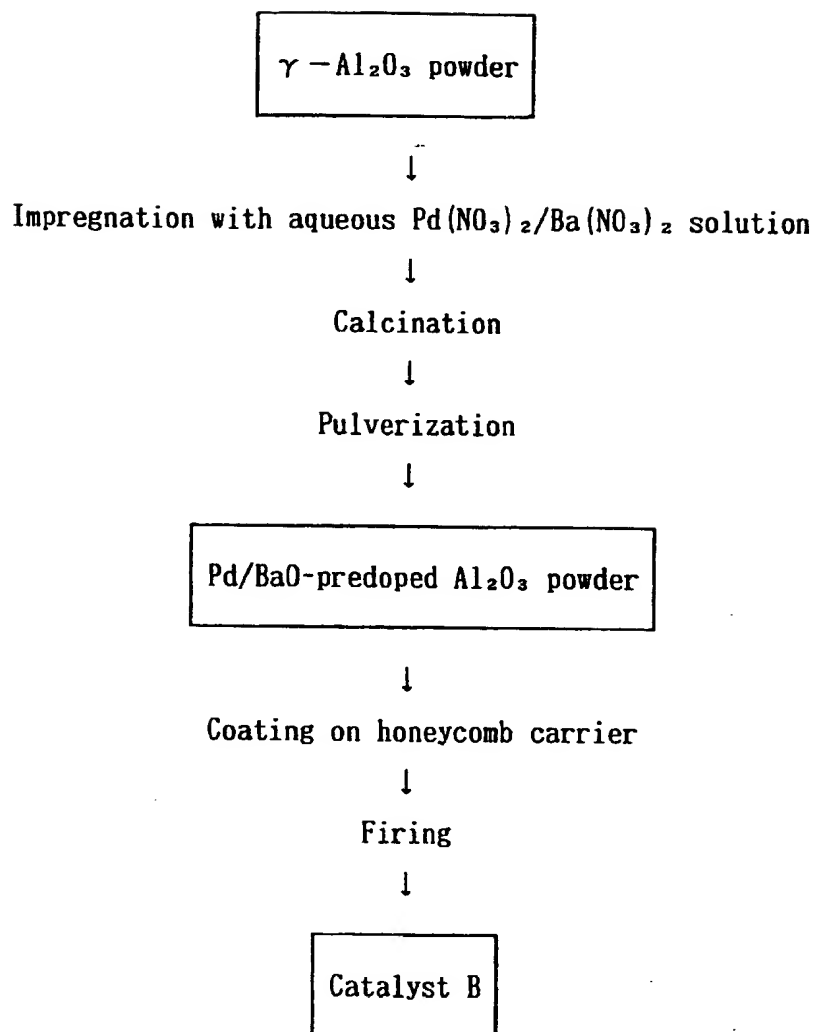 γ－Al₂O₃ powder
↓
Impregnation with aqueous Pd(NO₃)₂/Ba(NO₃)₂ solution
↓
Calcination
↓
Pulverization
↓
Pd/BaO-predoped Al₂O₃ powder
↓
Coating on honeycomb carrier
↓
Firing
↓
Catalyst B